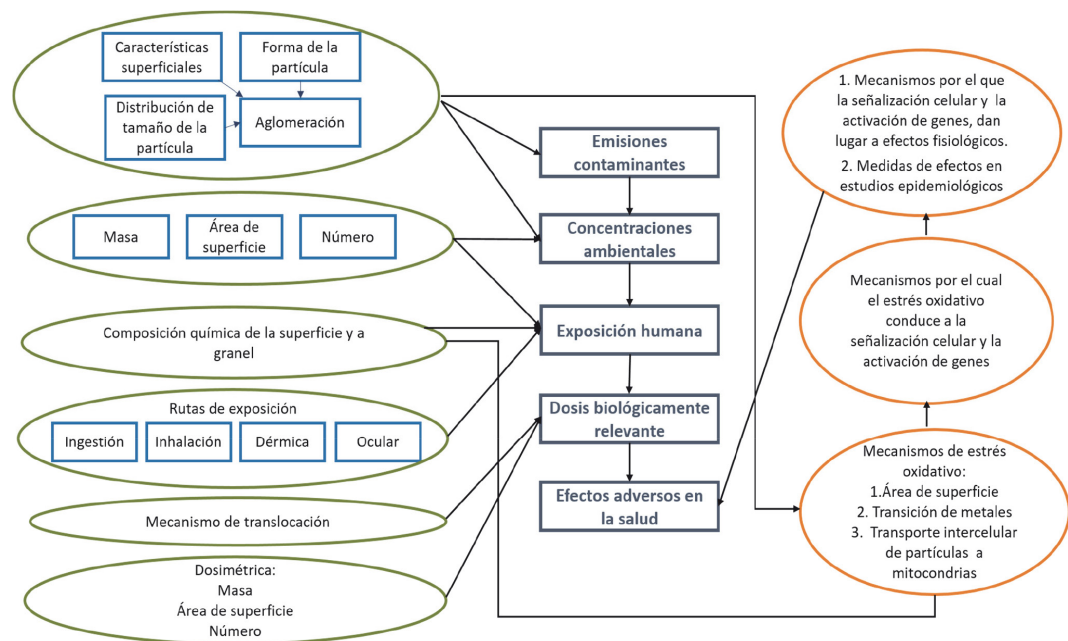 Características
superficiales
Forma de la
partícula
Distribución de
tamaño de la
partícula
Aglomeración
Masa
Área de
superficie
Número
Composición química de la superficie y a
granel
Rutas de exposición
Ingestión
Inhalación
Dérmica
Ocular
Mecanismo de translocación
Dosimétrica:
Masa
Área de superficie
Número
Emisiones
contaminantes
Concentraciones
ambientales
Exposición humana
Dosis biológicamente
relevante
Efectos adversos en
la salud
1. Mecanismos por el que
la señalización celular y la
activación de genes, dan
lugar a efectos fisiológicos.
2. Medidas de efectos en
estudios epidemiológicos
Mecanismos por el cual
el estrés oxidativo
conduce a la
señalización celular y la
activación de genes
Mecanismos de estrés
oxidativo:
1.Área de superficie
2. Transición de metales
3. Transporte intercelular
de partículas a
mitocondrias